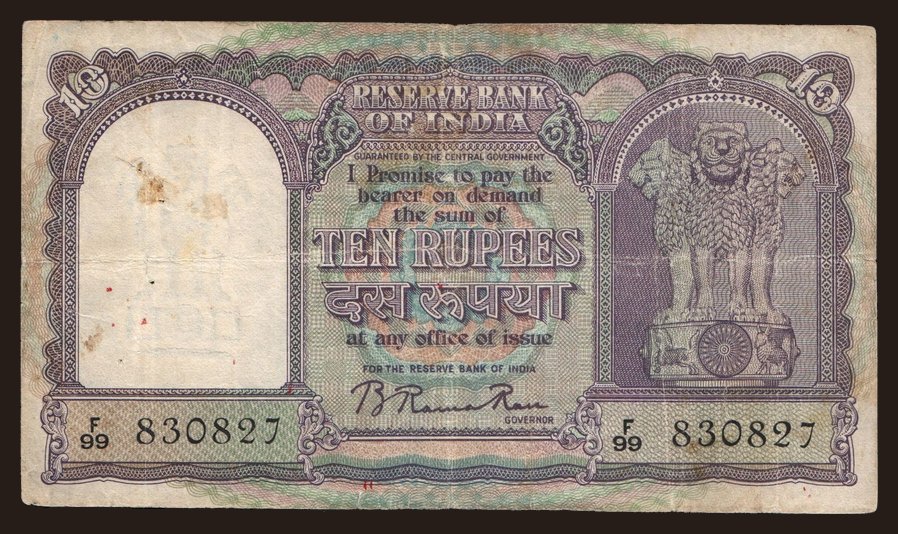 10
10
RESERVE BANK
OF INDIA
GUARANTEED BY THE CENTRAL GOVERNMENT
I Promise to pay the
bearer on demand
the sum of
TEN RUPEES
दस रूपया
at any office of issue
FOR THE RESERVE BANK OF INDIA
B Rama Rau
GOVERNOR
F
99 830827
F
99 830827